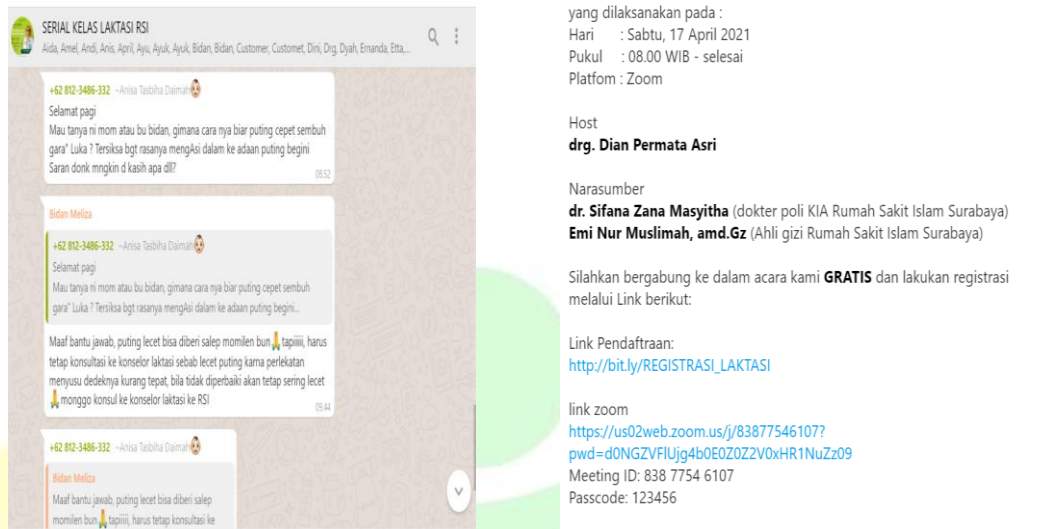 SERIAL KELAS LAKTASI RSI
Aida, Amel, Andi, Anis, April, Ayu, Ayuk, Ayuk, Bidan, Bidan, Customer, Customet, Dini, Drg, Dyah, Ernanda, Etta,...
+62 812-3486-332 ~Anisa Tasbiha Daimah
Selamat pagi
Mau tanya ni mom atau bu bidan, gimana cara nya biar puting cepet sembuh
gara" Luka ? Tersiksa bgt rasanya mengAsi dalam ke adaan puting begini
Saran donk mngkin d kasih apa dll?
08.52
Bidan Meliza
+62 812-3486-332 ~Anisa Tasbiha Daimah
Selamat pagi
Mau tanya ni mom atau bu bidan, gimana cara nya biar puting cepet sembuh
gara" Luka ? Tersiksa bgt rasanya mengAsi dalam ke adaan puting begini...
Maaf bantu jawab, puting lecet bisa diberi salep momilen bun🙏 tapiiiii, harus
tetap konsultasi ke konselor laktasi sebab lecet puting karna perlekatan
menyusu dedeknya kurang tepat, bila tidak diperbaiki akan tetap sering lecet
🙏 monggo konsul ke konselor laktasi ke RSI
09.44
+62 812-3486-332 ~Anisa Tasbiha Daimah
Bidan Meliza
Maaf bantu jawab, puting lecet bisa diberi salep
momilen bun🙏 tapiiiii, harus tetap konsultasi ke
yang dilaksanakan pada :
Hari : Sabtu, 17 April 2021
Pukul : 08.00 WIB - selesai
Platfom : Zoom
Host
drg. Dian Permata Asri
Narasumber
dr. Sifana Zana Masyitha (dokter poli KIA Rumah Sakit Islam Surabaya)
Emi Nur Muslimah, amd.Gz (Ahli gizi Rumah Sakit Islam Surabaya)
Silahkan bergabung ke dalam acara kami GRATIS dan lakukan registrasi
melalui Link berikut:
Link Pendaftraan:
http://bit.ly/REGISTRASI_LAKTASI
link zoom
https://us02web.zoom.us/j/83877546107?
pwd=d0NGZVFlUjg4b0E0Z0Z2V0xHR1NuZz09
Meeting ID: 838 7754 6107
Passcode: 123456